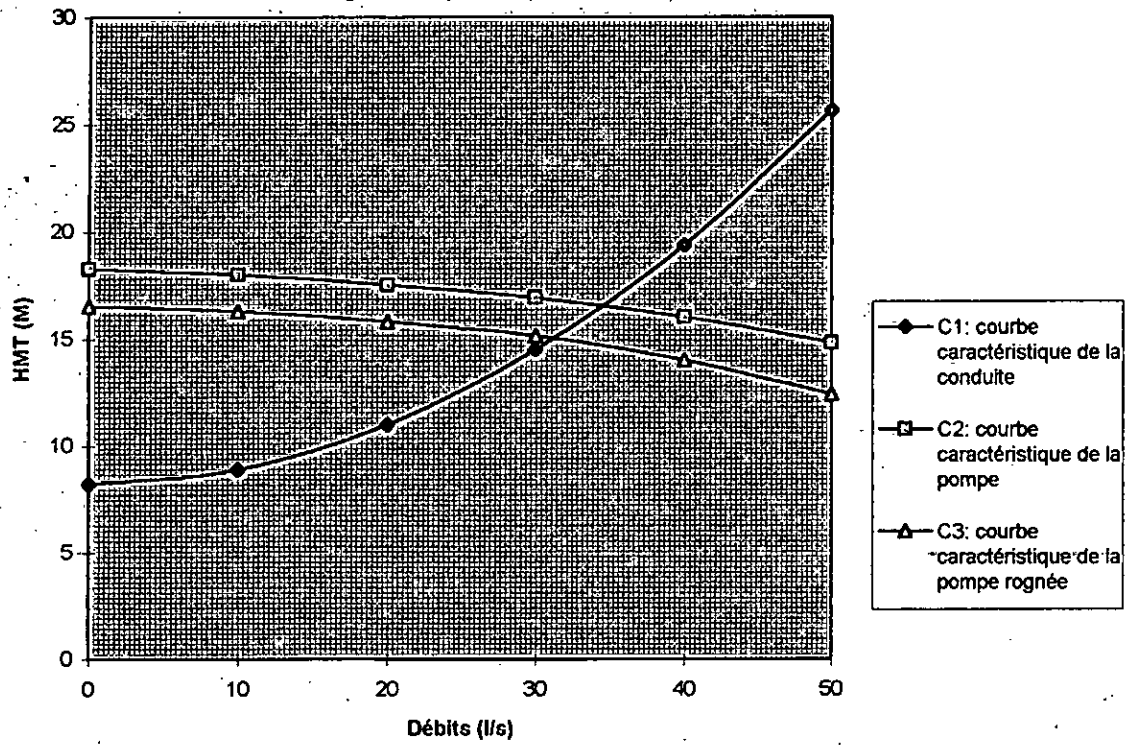 30
25
20
15
10
5
0
HMT (M)
0 10 20 30 40 50
Débits (l/s)
C1: courbe
caractéristique de la
conduite
C2: courbe
caractéristique de la
pompe
C3: courbe
caractéristique de la
pompe rognée